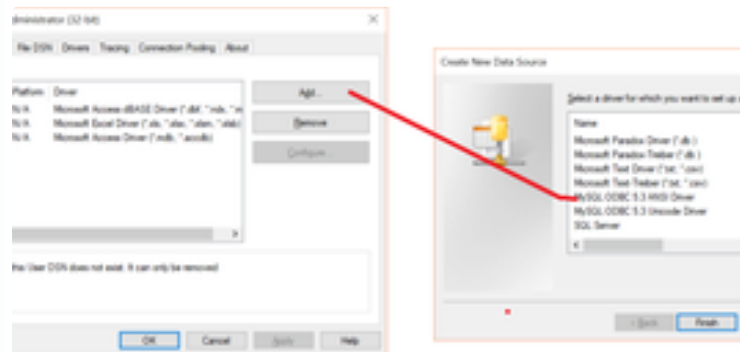 dministrator (32-bit)
File DSN Drivers Tracing Connection Pooling About
Platform Driver
N/A Microsoft Access dBASE Driver (*.dbf, *.ndx, *.m
N/A Microsoft Excel Driver (*.xls, *.xlsx, *.xlsm, *.xlsb)
N/A Microsoft Access Driver (*.mdb, *.accdb)
Add...
Remove
Configure...
this User DSN does not exist. It can only be removed
OK Cancel Apply Help
Create New Data Source
Select a driver for which you want to set up a
Name
Microsoft Paradox Driver (*.db )
Microsoft Paradox-Treiber (*.db )
Microsoft Text Driver (*.txt; *.csv)
Microsoft Text-Treiber (*.txt; *.csv)
MySQL ODBC 5.3 ANSI Driver
MySQL ODBC 5.3 Unicode Driver
SQL Server
< Back Finish